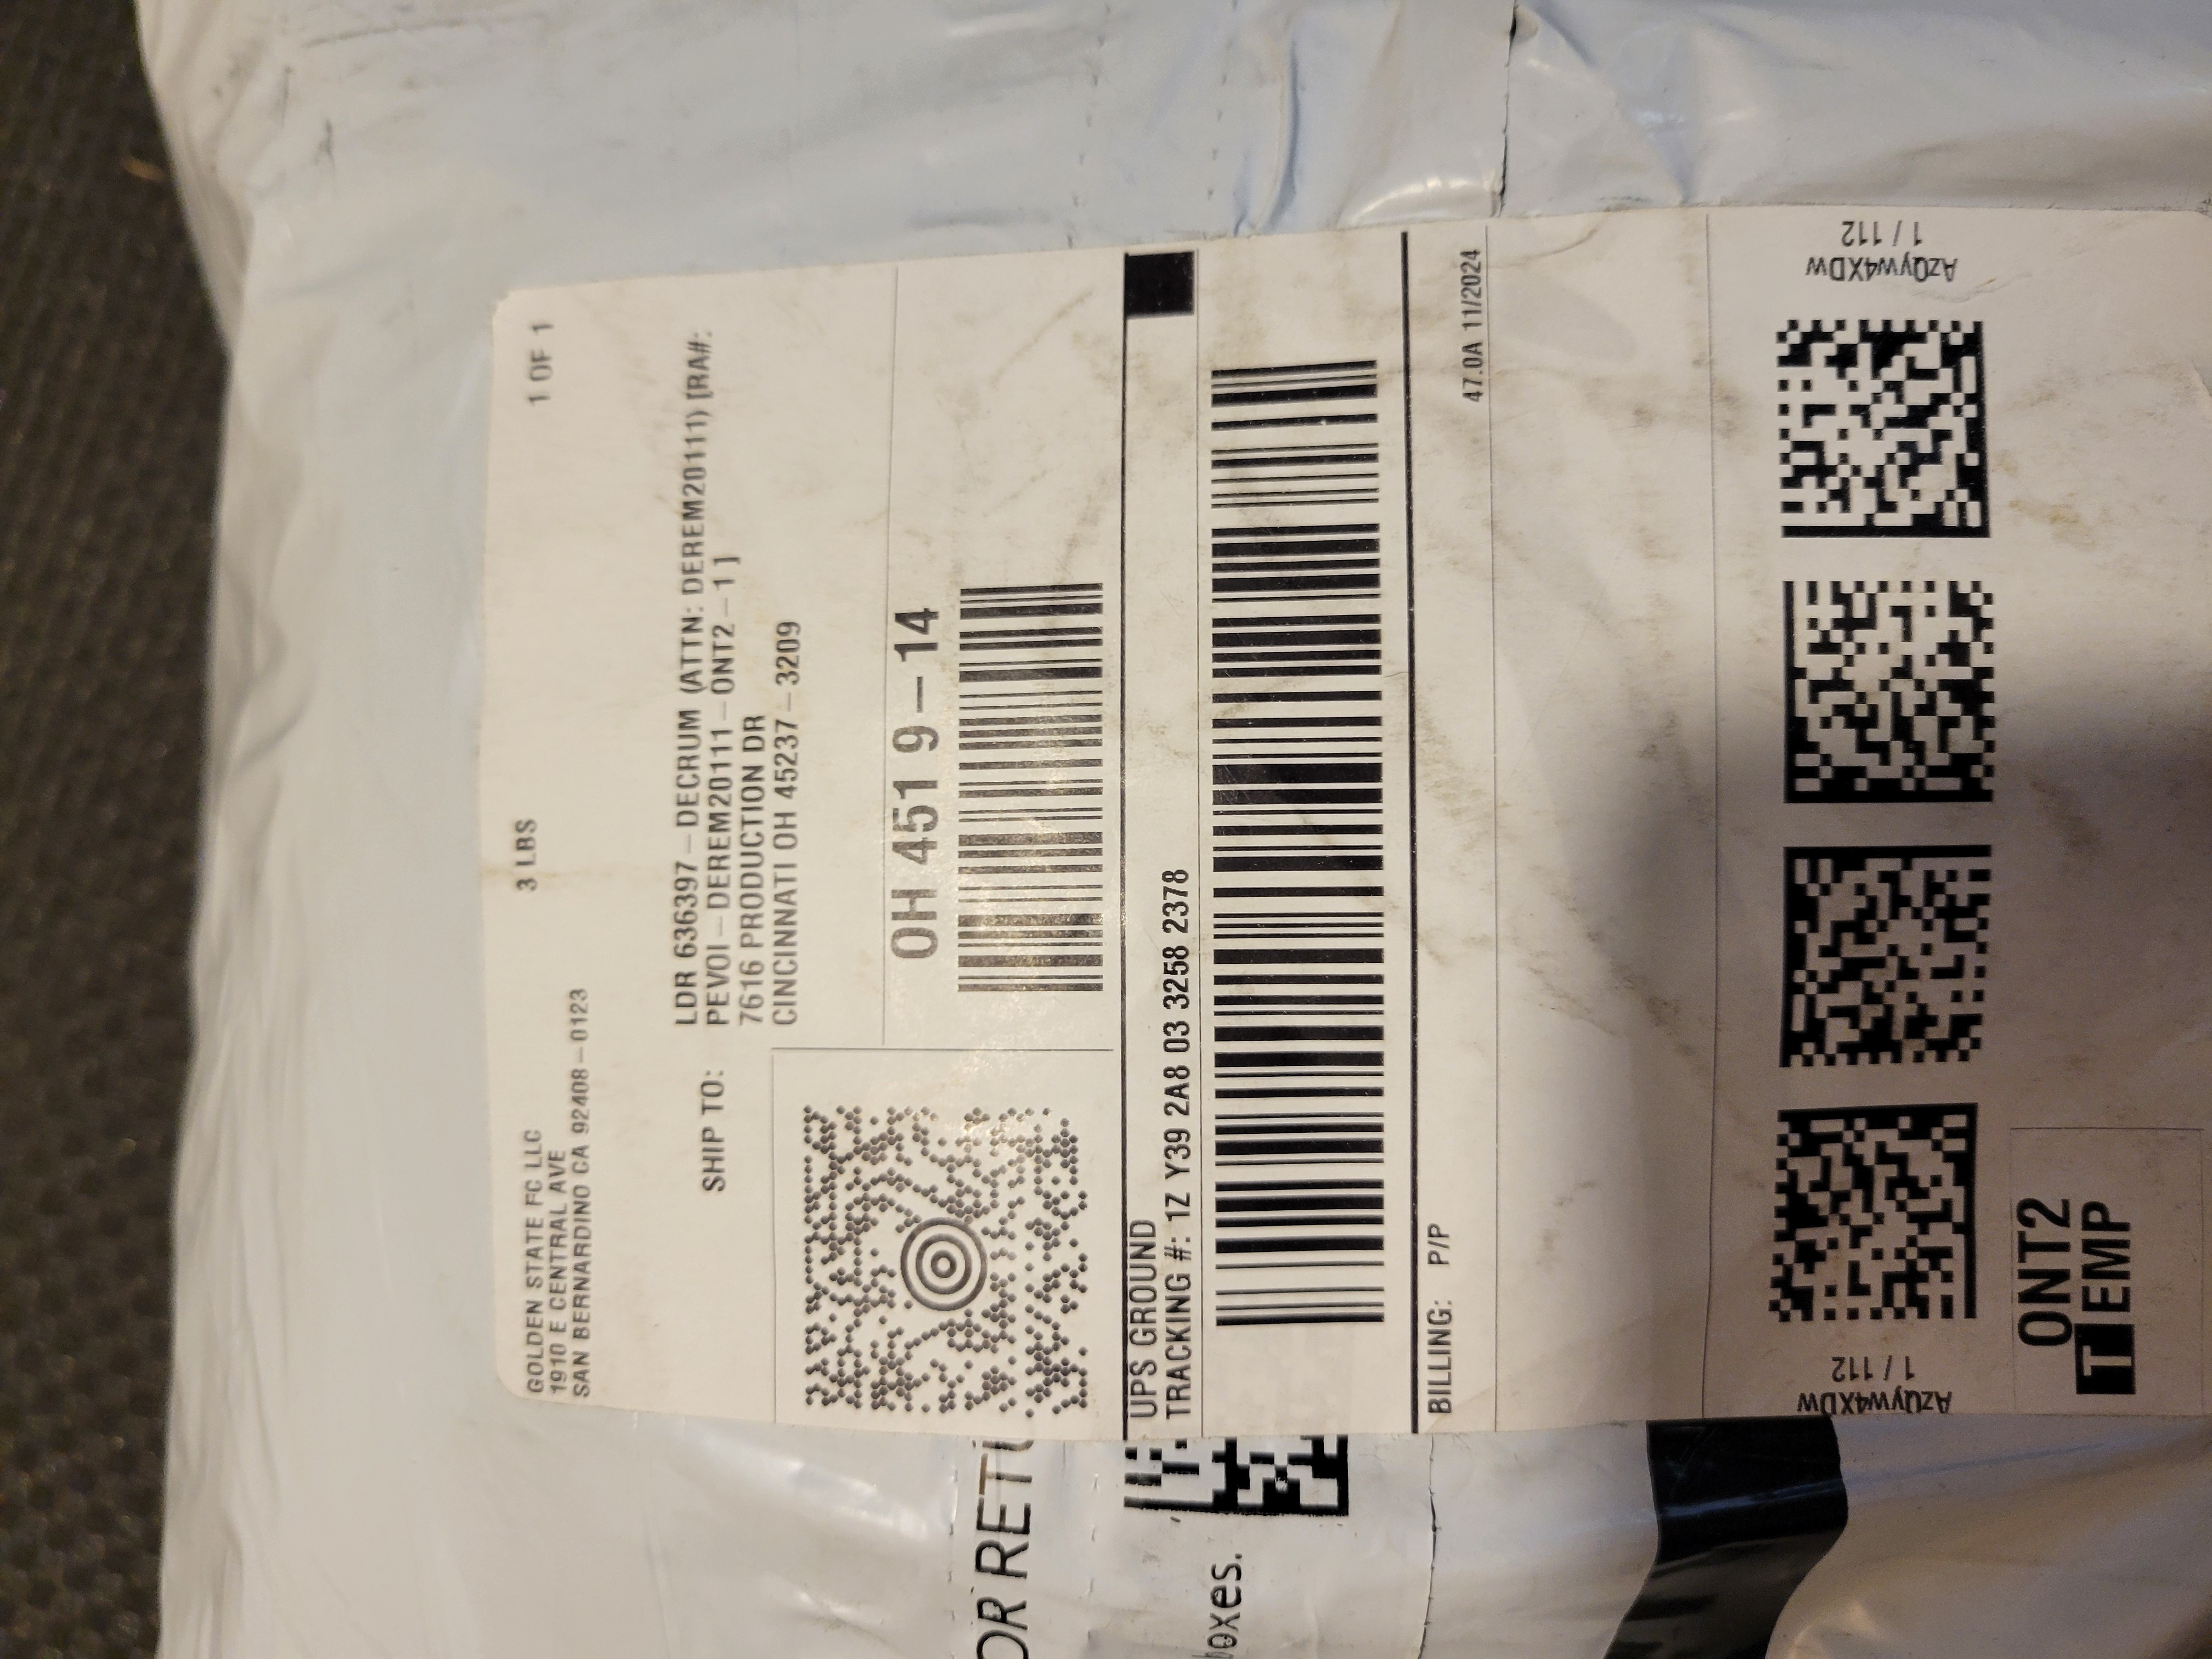 GOLDEN STATE FC LLC
1910 E CENTRAL AVE
SAN BERNARDINO CA 92408-0123
3 LBS
1 OF 1
SHIP TO:
LDR 636397-DECRUM (ATTN: DEREM20111) [RA#:
PEVOI-DEREM20111-ONT2-1]
7616 PRODUCTION DR
CINCINNATI OH 45237-3209
OH 451 9-14
UPS GROUND
TRACKING #: 1Z Y39 2A8 03 3258 2378
BILLING: P/P
47.0A 11/2024
AzQyw4XDw
1 / 112
AzQyw4XDw
1 / 112
ONT2
TEMP
OR RETU
oxes.